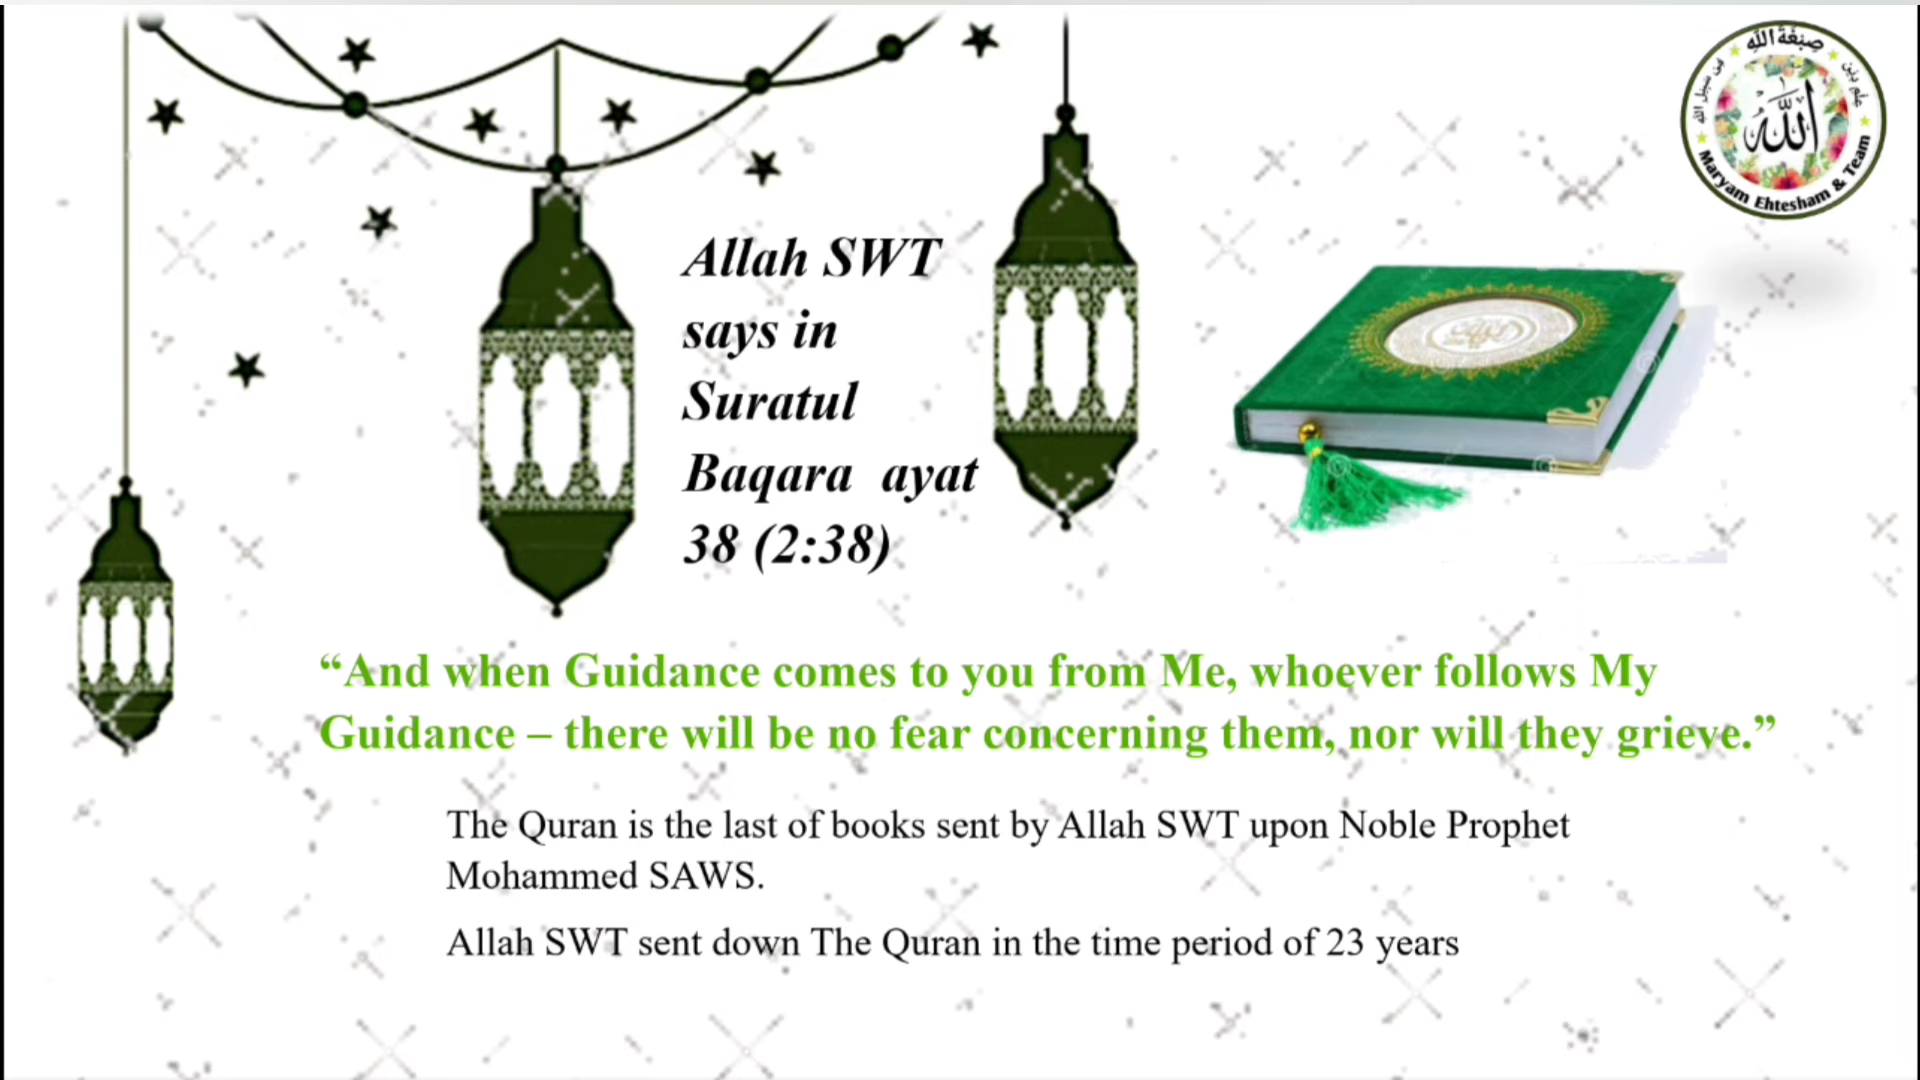 صِبْغَةَ اللّٰهِ
فِی سَبِیْلِ اللّٰه
عِلْمِ دِیْن
اللّٰه
Maryam Ehtesham & Team
Allah SWT
says in
Suratul
Baqara ayat
38 (2:38)
“And when Guidance comes to you from Me, whoever follows My
Guidance – there will be no fear concerning them, nor will they grieve.”
The Quran is the last of books sent by Allah SWT upon Noble Prophet
Mohammed SAWS.
Allah SWT sent down The Quran in the time period of 23 years